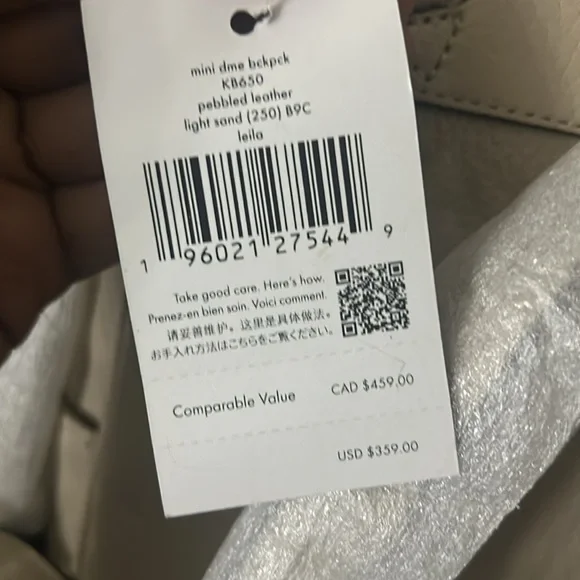 mini dme bckpck
KB650
pebbled leather
light sand (250) B9C
leila
1 96021 27544 9
Take good care. Here's how.
Prenez-en bien soin. Voici comment.
请妥善维护。这里是具体做法。
お手入れ方法はこちらをご覧ください。
Comparable Value CAD $459.00
USD $359.00